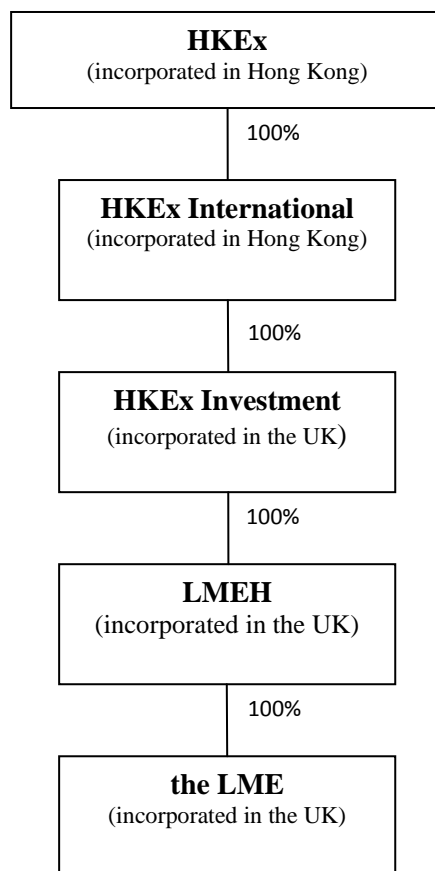 HKEx
(incorporated in Hong Kong)
100%
HKEx International
(incorporated in Hong Kong)
100%
HKEx Investment
(incorporated in the UK)
100%
LMEH
(incorporated in the UK)
100%
the LME
(incorporated in the UK)